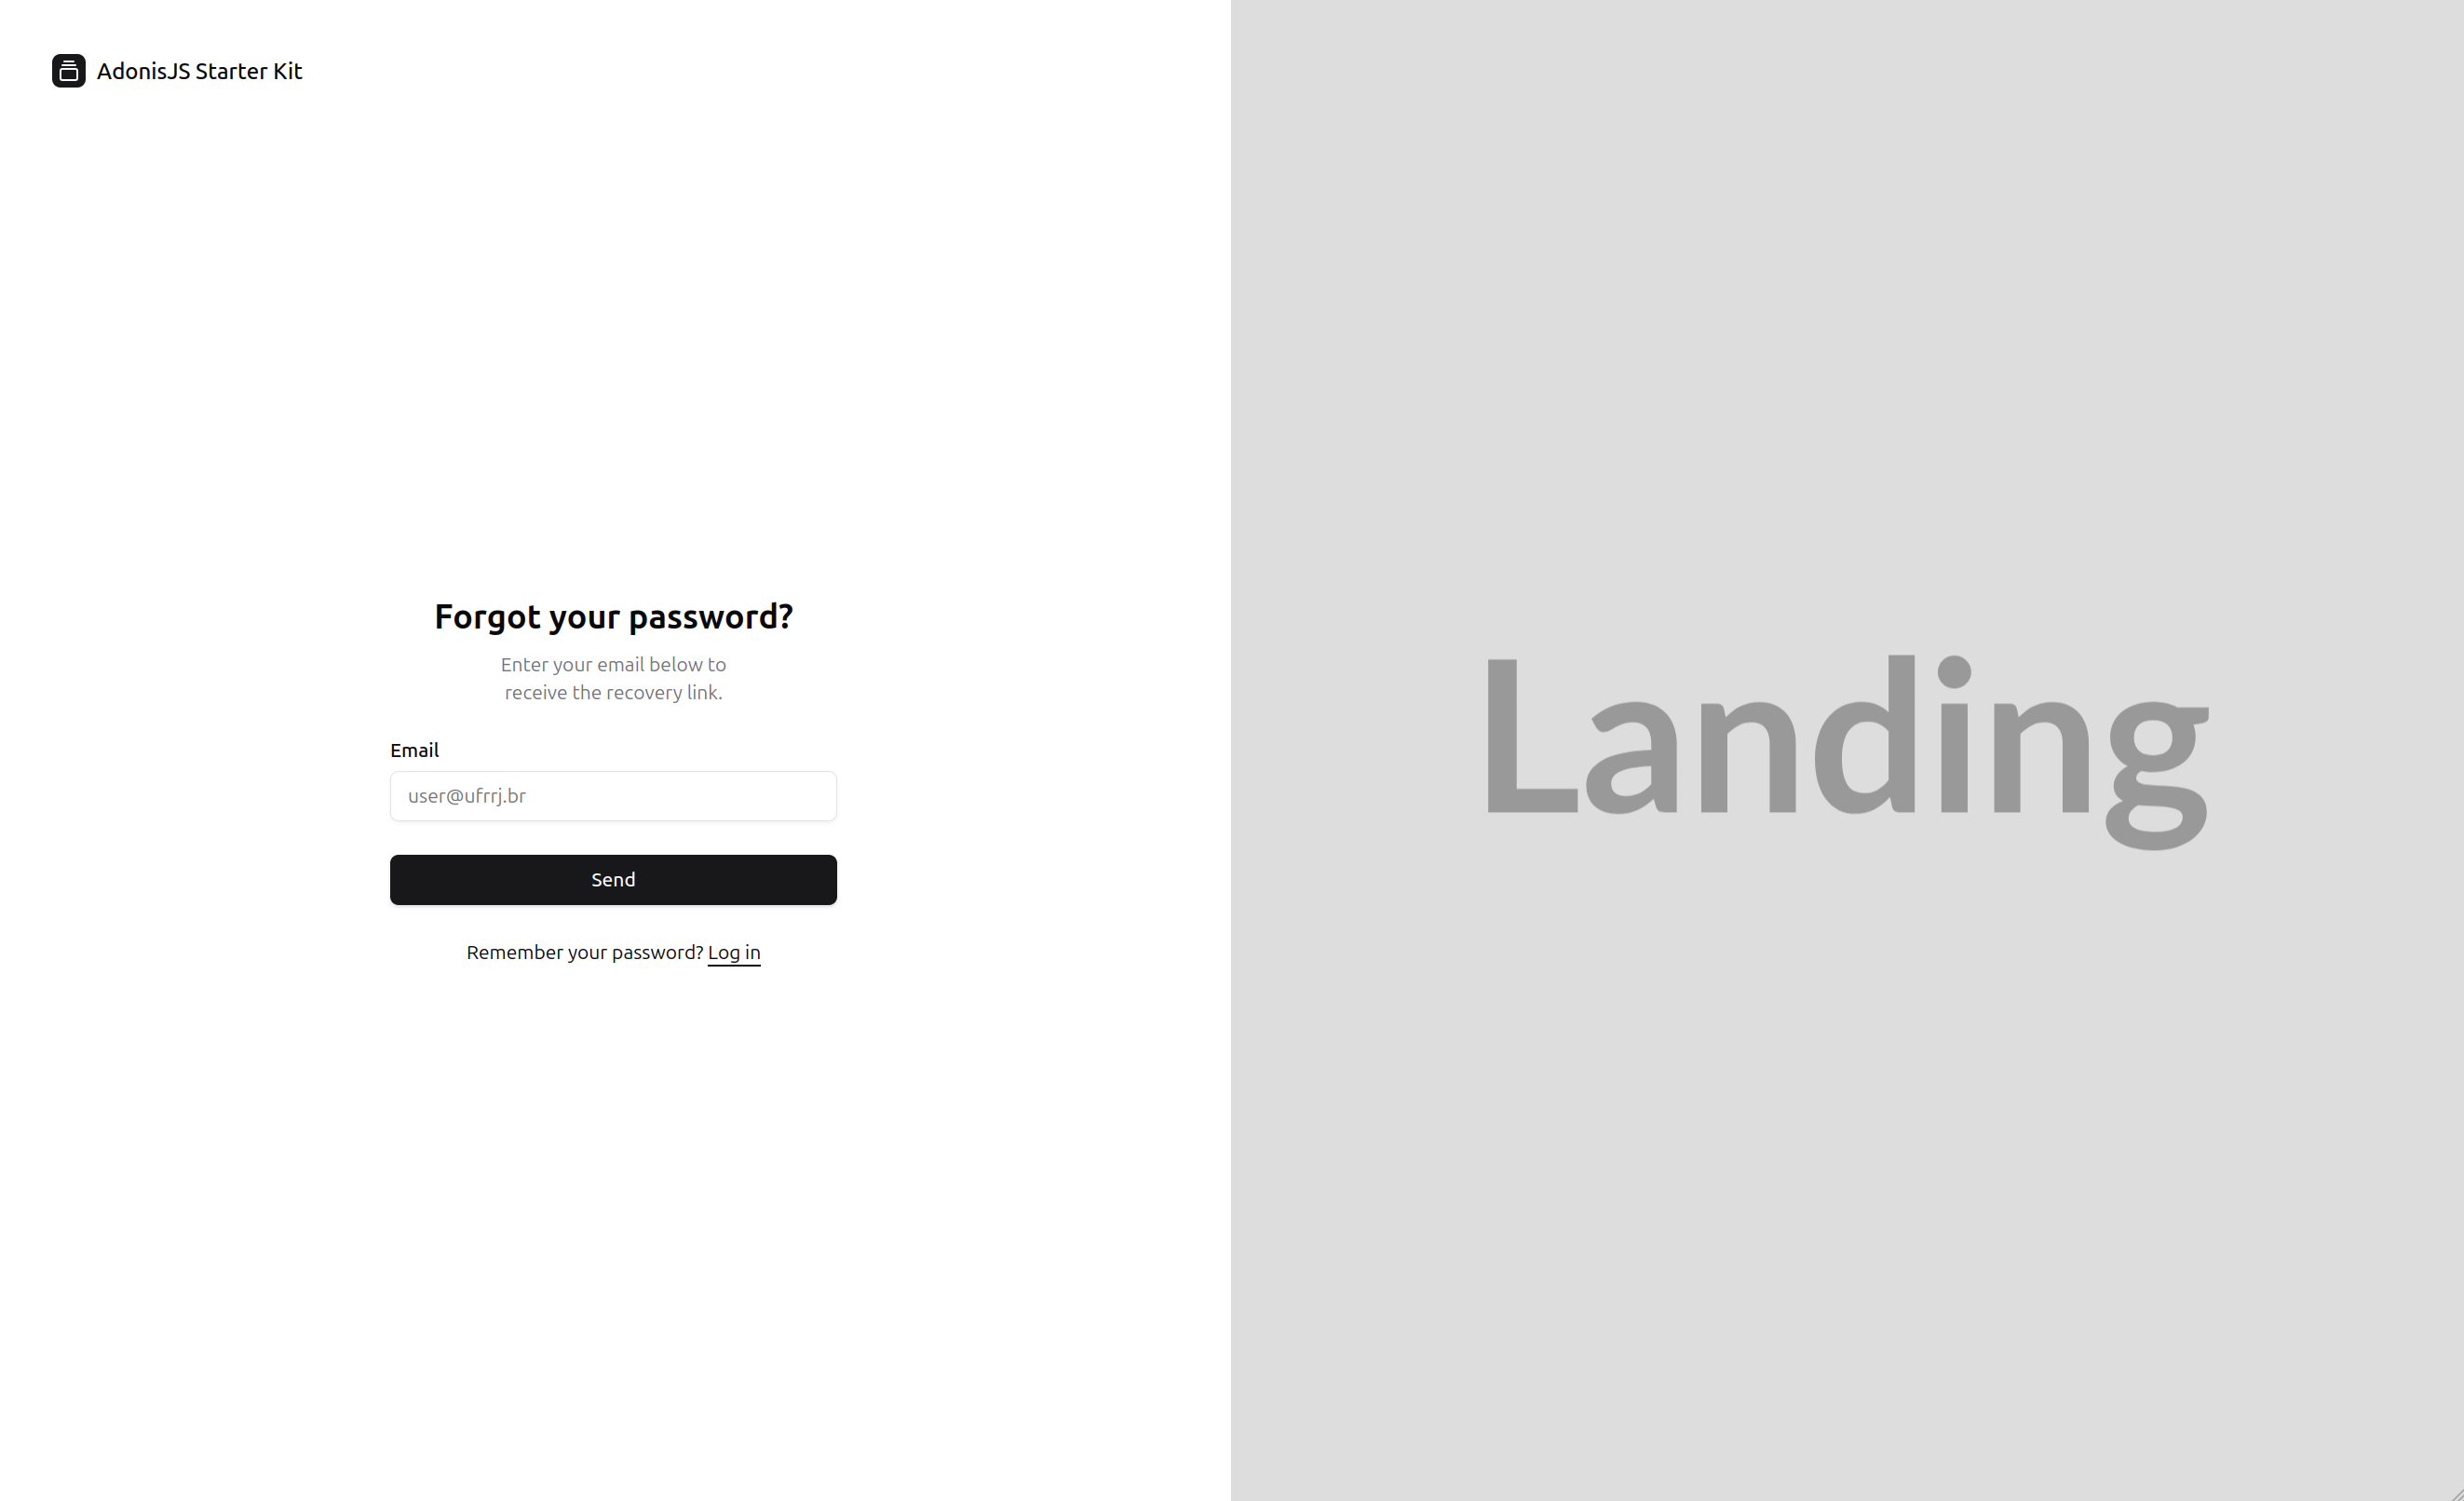 AdonisJS Starter Kit
Forgot your password?
Enter your email below to
receive the recovery link.
Email
user@ufrrj.br
Send
Remember your password? Log in
Landing